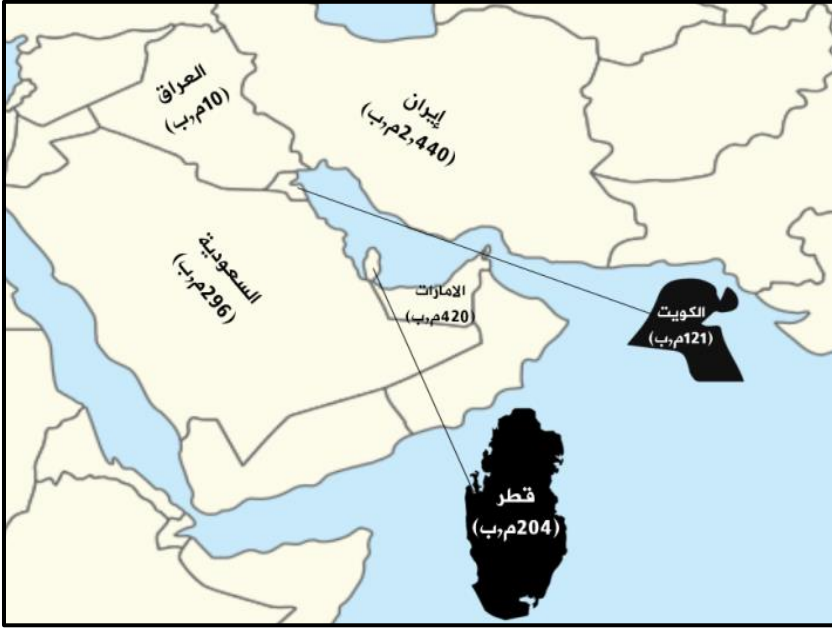 العراق
(10م,ب)
إيران
(2,440م,ب)
السعودية
(296م,ب)
الامارات
(420م,ب)
الكويت
(121م,ب)
قطر
(204م,ب)